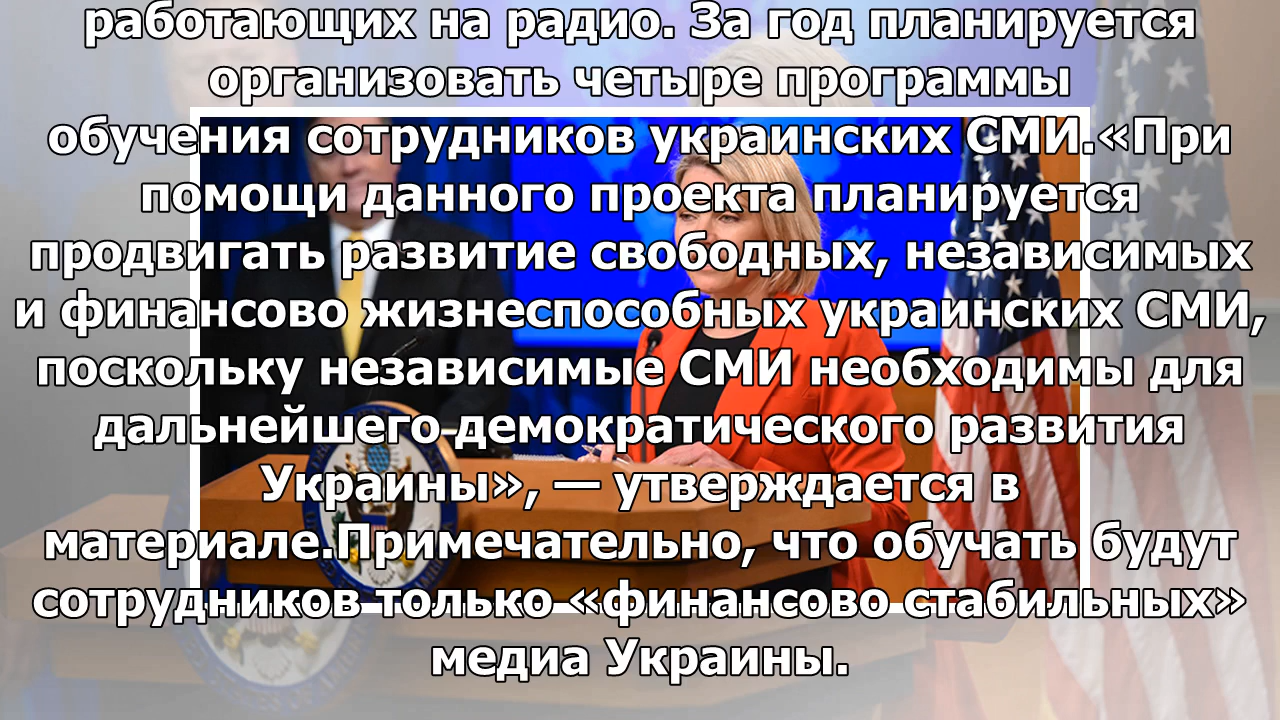 работающих на радио. За год планируется
организовать четыре программы
обучения сотрудников украинских СМИ.«При
помощи данного проекта планируется
продвигать развитие свободных, независимых
и финансово жизнеспособных украинских СМИ,
поскольку независимые СМИ необходимы для
дальнейшего демократического развития
Украины», — утверждается в
материале.Примечательно, что обучать будут
сотрудников только «финансово стабильных»
медиа Украины.